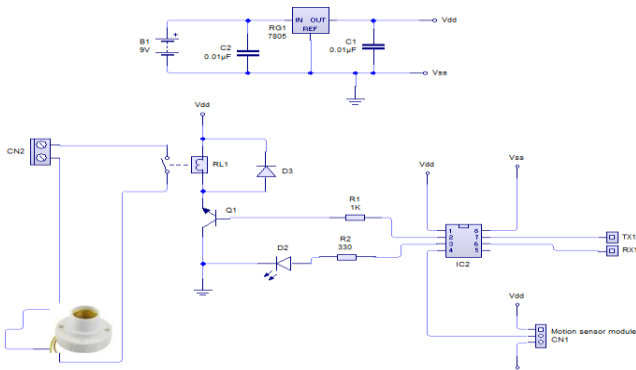 B1
9V
+
C2
0.01µF
RG1
7805
IN OUT
REF
C1
0.01µF
Vdd
Vss
Vdd
CN2
RL1
D3
Q1
R1
1K
D2
R2
330
Vdd
Vss
1
2
3
4
8
7
6
5
IC2
TX1
RX1
Vdd
Motion sensor module
CN1